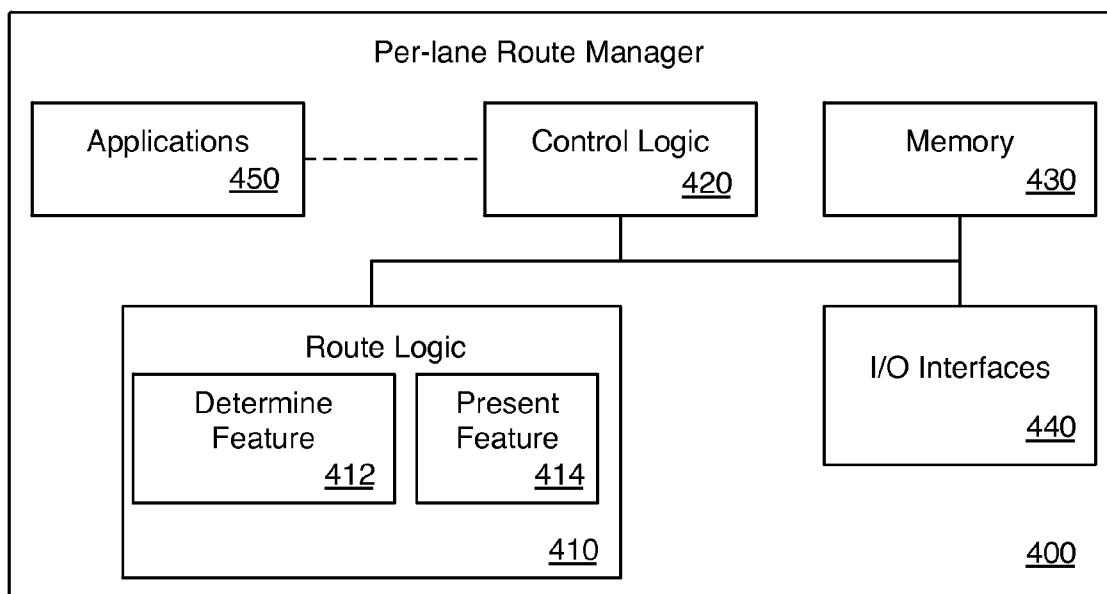 Per-lane Route Manager
Applications
450
Control Logic
420
Memory
430
Route Logic
Determine
Feature
412
Present
Feature
414
410
I/O Interfaces
440
400